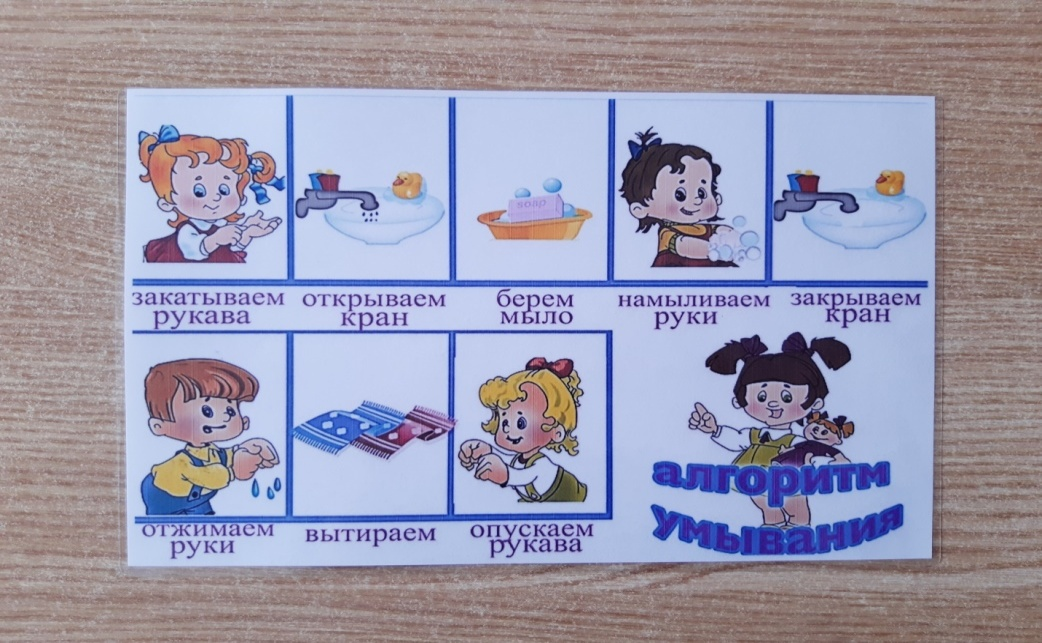 soap
закатываем
рукава
открываем
кран
берем
мыло
намыливаем
руки
закрываем
кран
отжимаем
руки
вытираем
опускаем
рукава
алгоритм
умывания